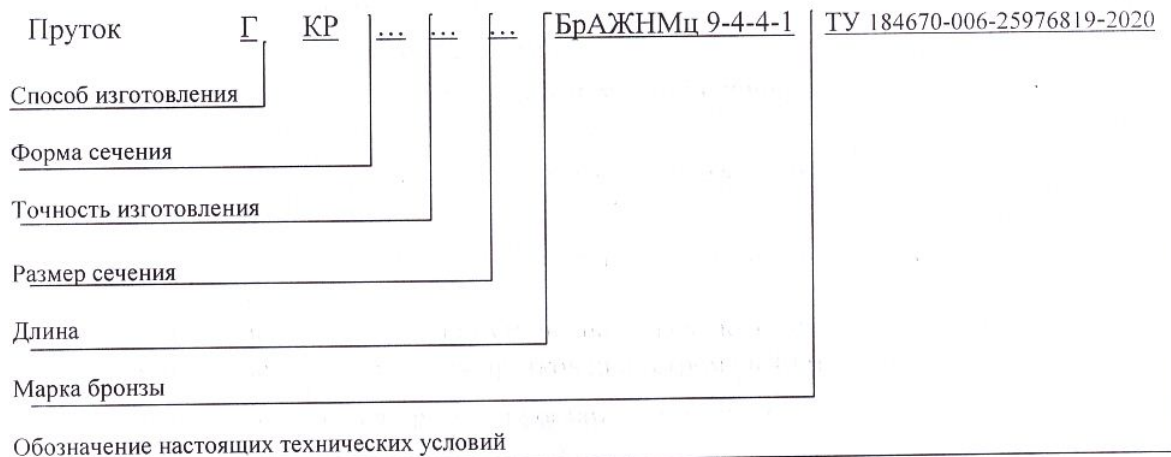 Пруток Г КР ... ... ... БрАЖНМц 9-4-4-1 ТУ 184670-006-25976819-2020
Способ изготовления
Форма сечения
Точность изготовления
Размер сечения
Длина
Марка бронзы
Обозначение настоящих технических условий